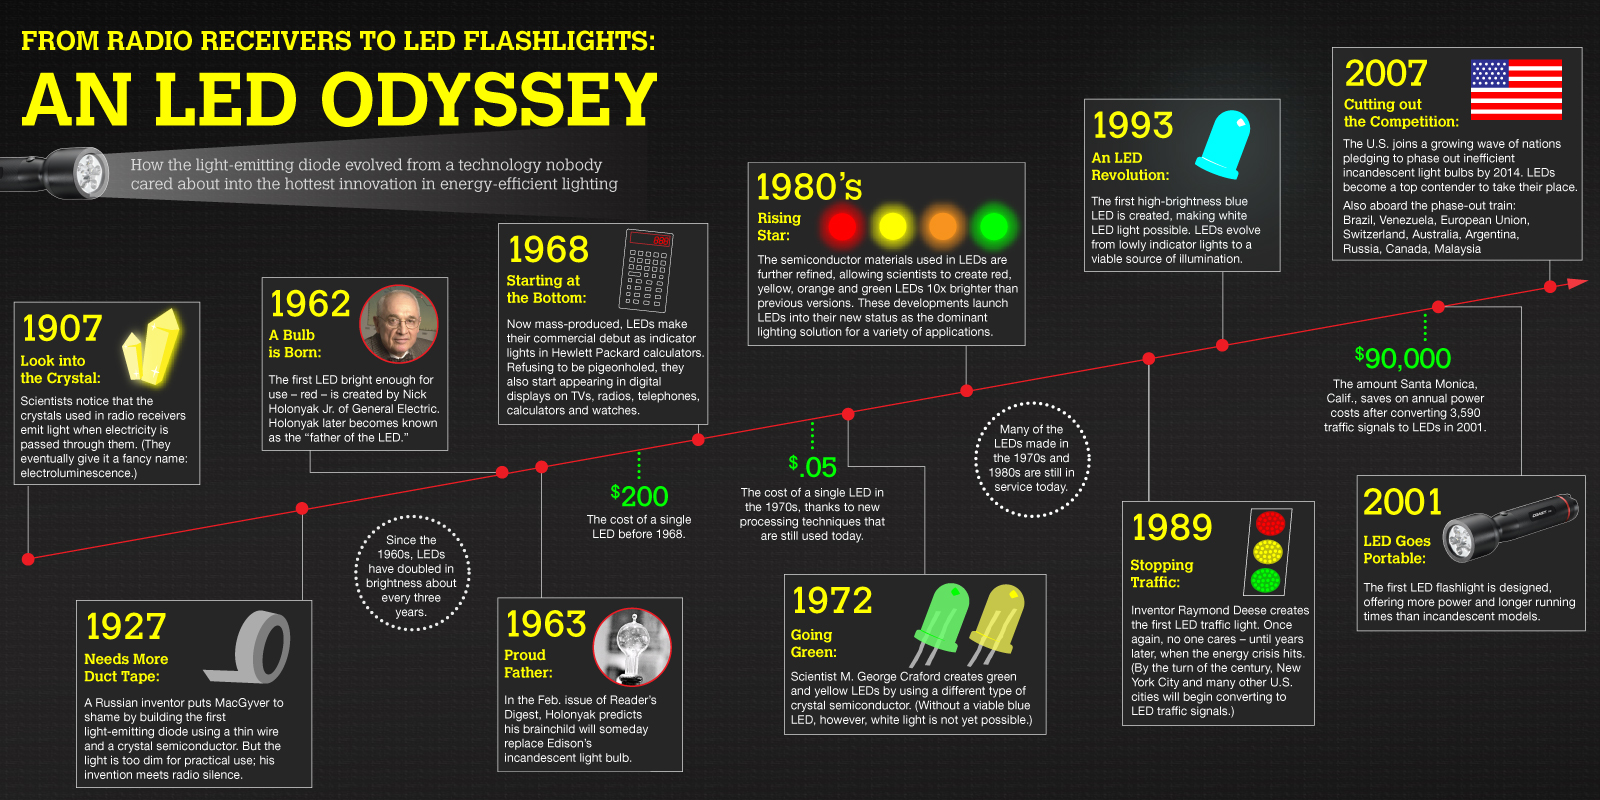 FROM RADIO RECEIVERS TO LED FLASHLIGHTS:
AN LED ODYSSEY
How the light-emitting diode evolved from a technology nobody
cared about into the hottest innovation in energy-efficient lighting
1907
Look into
the Crystal:
Scientists notice that the
crystals used in radio receivers
emit light when electricity is
passed through them. (They
eventually give it a fancy name:
electroluminescence.)
1927
Needs More
Duct Tape:
A Russian inventor puts MacGyver to
shame by building the first
light-emitting diode using a thin wire
and a crystal semiconductor. But the
light is too dim for practical use; his
invention meets radio silence.
1962
A Bulb
is Born:
The first LED bright enough for
use – red – is created by Nick
Holonyak Jr. of General Electric.
Holonyak later becomes known
as the “father of the LED.”
Since the
1960s, LEDs
have doubled in
brightness about
every three
years.
1963
Proud
Father:
In the Feb. issue of Reader’s
Digest, Holonyak predicts
his brainchild will someday
replace Edison’s
incandescent light bulb.
$200
The cost of a single
LED before 1968.
1968
Starting at
the Bottom:
Now mass-produced, LEDs make
their commercial debut as indicator
lights in Hewlett Packard calculators.
Refusing to be pigeonholed, they
also start appearing in digital
displays on TVs, radios, telephones,
calculators and watches.
$.05
The cost of a single LED in
the 1970s, thanks to new
processing techniques that
are still used today.
1972
Going
Green:
Scientist M. George Craford creates green
and yellow LEDs by using a different type of
crystal semiconductor. (Without a viable blue
LED, however, white light is not yet possible.)
1980’s
Rising
Star:
The semiconductor materials used in LEDs are
further refined, allowing scientists to create red,
yellow, orange and green LEDs 10x brighter than
previous versions. These developments launch
LEDs into their new status as the dominant
lighting solution for a variety of applications.
Many of the
LEDs made in
the 1970s and
1980s are still in
service today.
1989
Stopping
Traffic:
Inventor Raymond Deese creates
the first LED traffic light. Once
again, no one cares – until years
later, when the energy crisis hits.
(By the turn of the century, New
York City and many other U.S.
cities will begin converting to
LED traffic signals.)
1993
An LED
Revolution:
The first high-brightness blue
LED is created, making white
LED light possible. LEDs evolve
from lowly indicator lights to a
viable source of illumination.
$90,000
The amount Santa Monica,
Calif., saves on annual power
costs after converting 3,590
traffic signals to LEDs in 2001.
2001
LED Goes
Portable:
The first LED flashlight is designed,
offering more power and longer running
times than incandescent models.
2007
Cutting out
the Competition:
The U.S. joins a growing wave of nations
pledging to phase out inefficient
incandescent light bulbs by 2014. LEDs
become a top contender to take their place.
Also aboard the phase-out train:
Brazil, Venezuela, European Union,
Switzerland, Australia, Argentina,
Russia, Canada, Malaysia